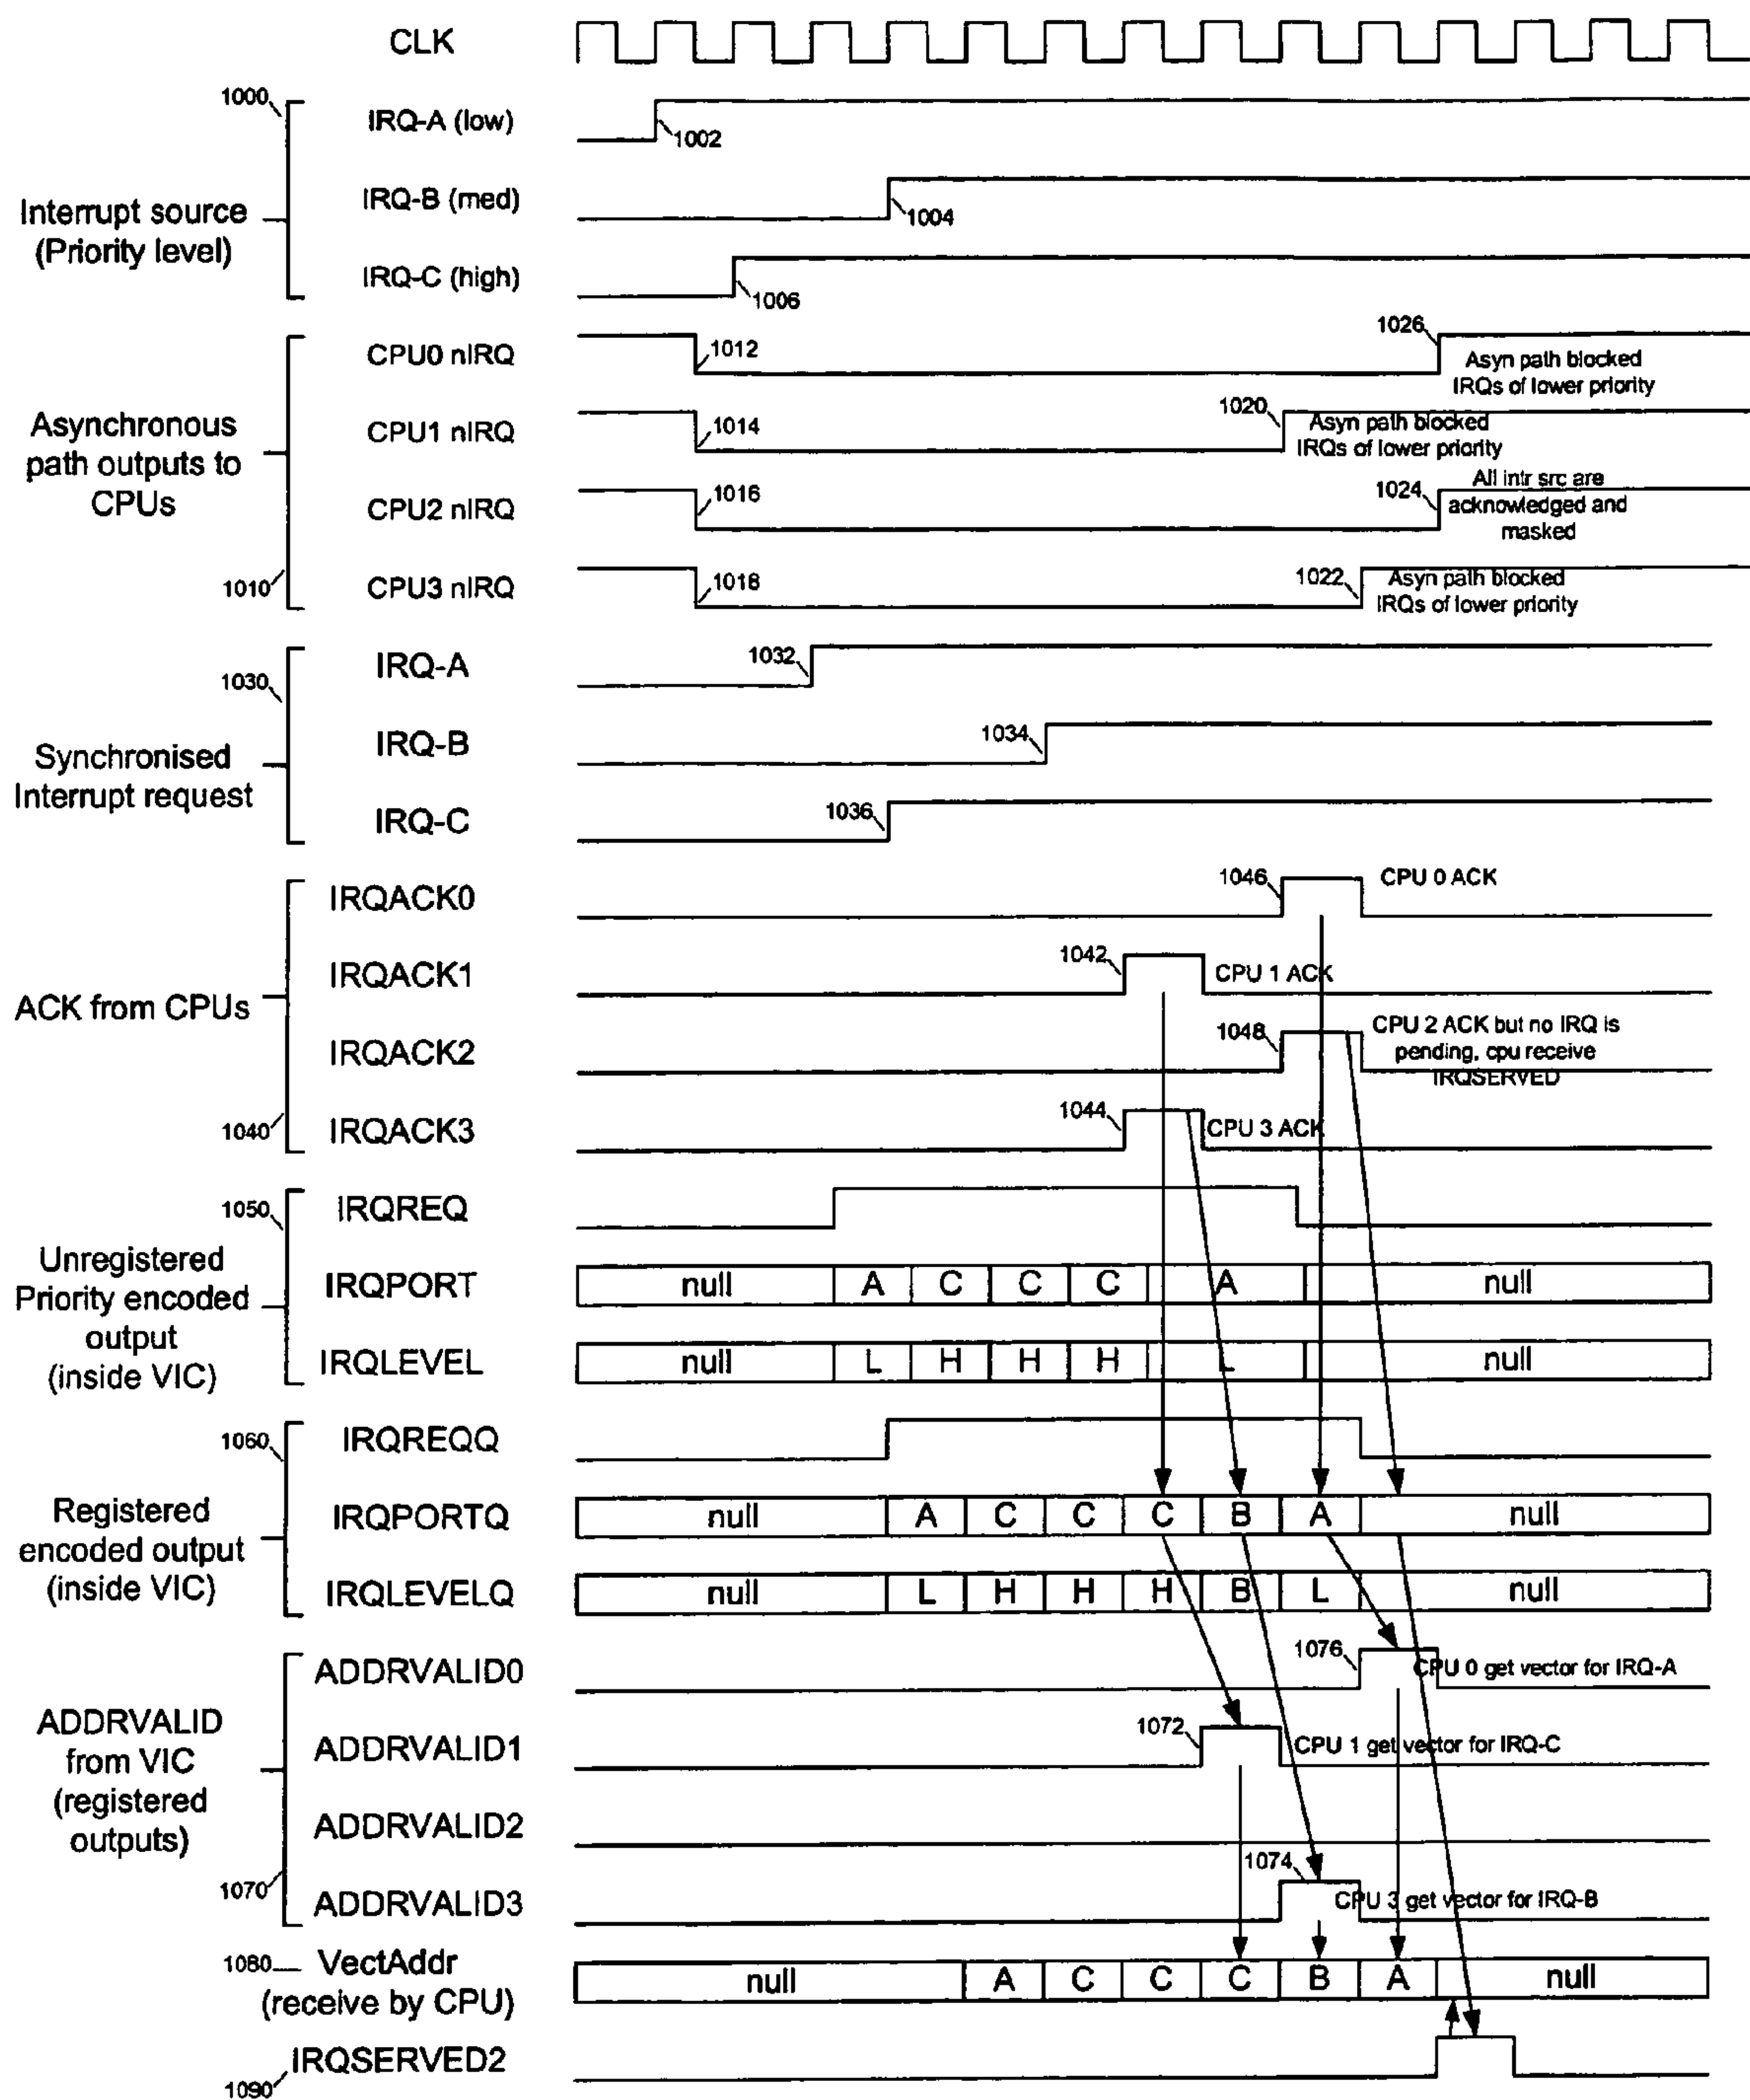 CLK
1000
IRQ-A (low)
1002
Interrupt source
(Priority level)
IRQ-B (med)
1004
IRQ-C (high)
1006
Asynchronous
path outputs to
CPUs
1010
CPU0 nIRQ
1012
1026
Asyn path blocked
IRQs of lower priority
CPU1 nIRQ
1014
1020
Asyn path blocked
IRQs of lower priority
CPU2 nIRQ
1016
1024
All intr src are
acknowledged and
masked
CPU3 nIRQ
1018
1022
Asyn path blocked
IRQs of lower priority
1030
Synchronised
Interrupt request
IRQ-A
1032
IRQ-B
1034
IRQ-C
1036
ACK from CPUs
1040
IRQACK0
1046
CPU 0 ACK
IRQACK1
1042
CPU 1 ACK
IRQACK2
1048
CPU 2 ACK but no IRQ is
pending, cpu receive
IRQSERVED
IRQACK3
1044
CPU 3 ACK
1050
Unregistered
Priority encoded
output
(inside VIC)
IRQREQ
IRQPORT
null A C C C A null
IRQLEVEL
null L H H H L null
1060
Registered
encoded output
(inside VIC)
IRQREQQ
IRQPORTQ
null A C C C B A null
IRQLEVELQ
null L H H H B L null
ADDRVALID
from VIC
(registered
outputs)
1070
ADDRVALID0
1076
CPU 0 get vector for IRQ-A
ADDRVALID1
1072
CPU 1 get vector for IRQ-C
ADDRVALID2
ADDRVALID3
1074
CPU 3 get vector for IRQ-B
1080
VectAddr
(receive by CPU)
null A C C C B A null
IRQSERVED2
1090